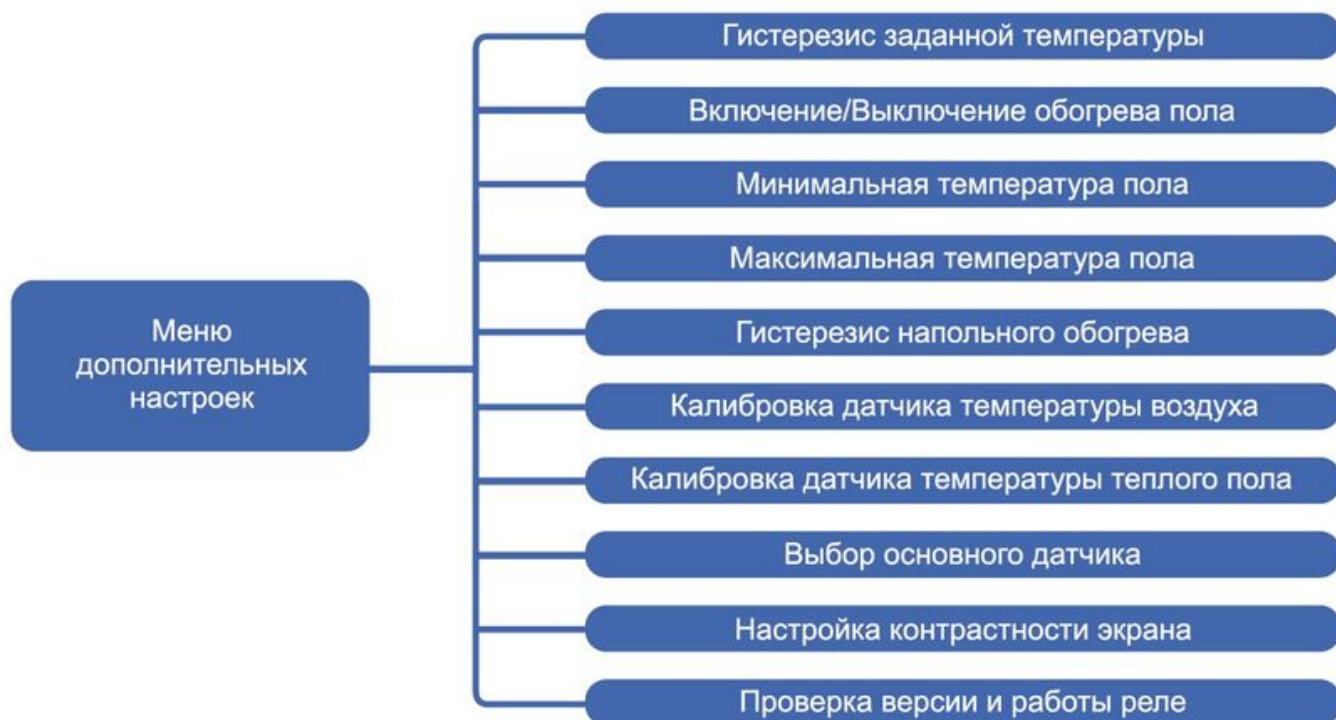 Меню
дополнительных
настроек
Гистерезис заданной температуры
Включение/Выключение обогрева пола
Минимальная температура пола
Максимальная температура пола
Гистерезис напольного обогрева
Калибровка датчика температуры воздуха
Калибровка датчика температуры теплого пола
Выбор основного датчика
Настройка контрастности экрана
Проверка версии и работы реле